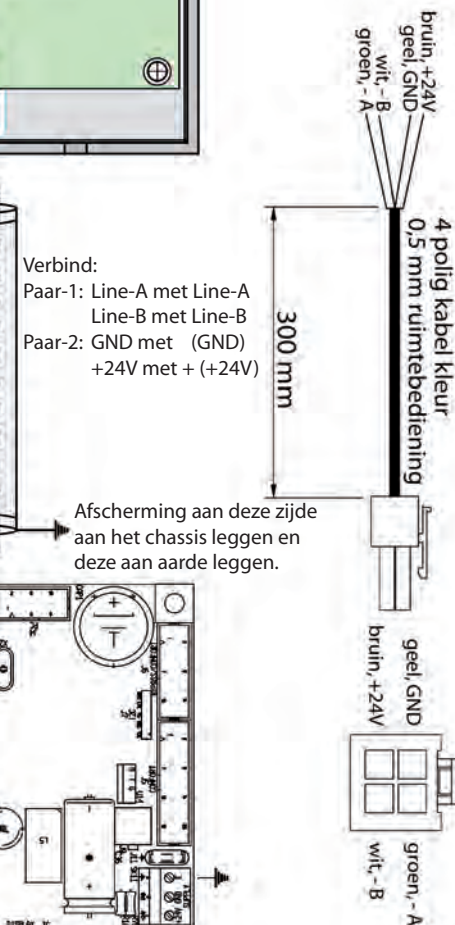 Verbind:
Paar-1: Line-A met Line-A
Line-B met Line-B
Paar-2: GND met (GND)
+24V met + (+24V)
Afscherming aan deze zijde
aan het chassis leggen en
deze aan aarde leggen.
bruin,+24V
geel, GND
wit, - B
groen, - A
4 polig kabel kleur
0,5 mm ruimtebediening
300 mm
geel, GND
bruin, +24V
groen, - A
wit, - B